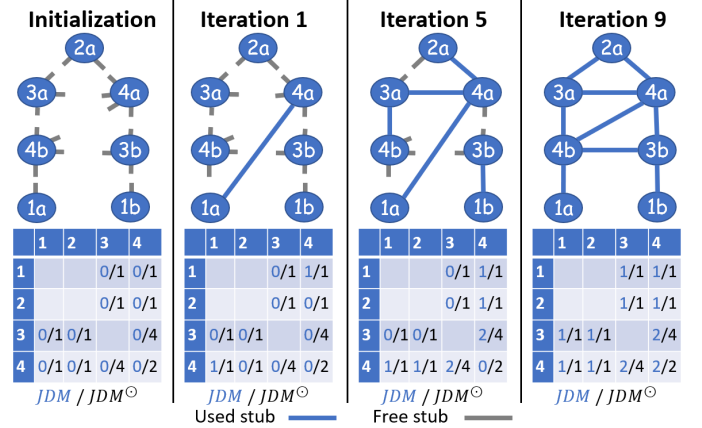 Initialization
Iteration 1
Iteration 5
Iteration 9
2a
2a
2a
2a
3a 4a
3a 4a
3a 4a
3a 4a
4b 3b
4b 3b
4b 3b
4b 3b
1a 1b
1a 1b
1a 1b
1a 1b
1 2 3 4
1 0/1 0/1
2 0/1 0/1
3 0/1 0/1 0/4
4 0/1 0/1 0/4 0/2
JDM / JDM⊙
1 2 3 4
1 0/1 1/1
2 0/1 0/1
3 0/1 0/1 0/4
4 1/1 0/1 0/4 0/2
JDM / JDM⊙
1 2 3 4
1 0/1 1/1
2 0/1 1/1
3 0/1 0/1 2/4
4 1/1 1/1 2/4 0/2
JDM / JDM⊙
1 2 3 4
1 1/1 1/1
2 1/1 1/1
3 1/1 1/1 2/4
4 1/1 1/1 2/4 2/2
JDM / JDM⊙
Used stub Free stub